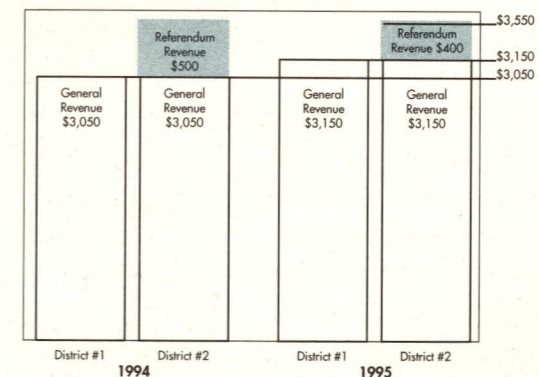 Referendum
Revenue
$500
General
Revenue
$3,050
General
Revenue
$3,050
Referendum
Revenue $400
General
Revenue
$3,150
General
Revenue
$3,150
$3,550
$3,150
$3,050
District #1
District #2
District #1
District #2
1994
1995